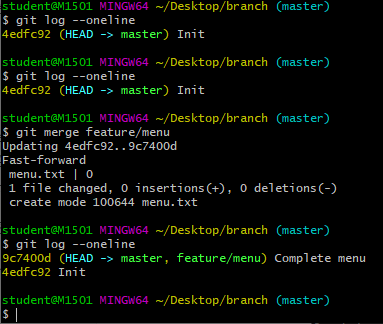 student@M1501 MINGW64 ~/Desktop/branch (master)
$ git log --oneline
4edfc92 (HEAD -> master) Init
student@M1501 MINGW64 ~/Desktop/branch (master)
$ git log --oneline
4edfc92 (HEAD -> master) Init
student@M1501 MINGW64 ~/Desktop/branch (master)
$ git merge feature/menu
Updating 4edfc92..9c7400d
Fast-forward
 menu.txt | 0
 1 file changed, 0 insertions(+), 0 deletions(-)
 create mode 100644 menu.txt
student@M1501 MINGW64 ~/Desktop/branch (master)
$ git log --oneline
9c7400d (HEAD -> master, feature/menu) Complete menu
4edfc92 Init
student@M1501 MINGW64 ~/Desktop/branch (master)
$